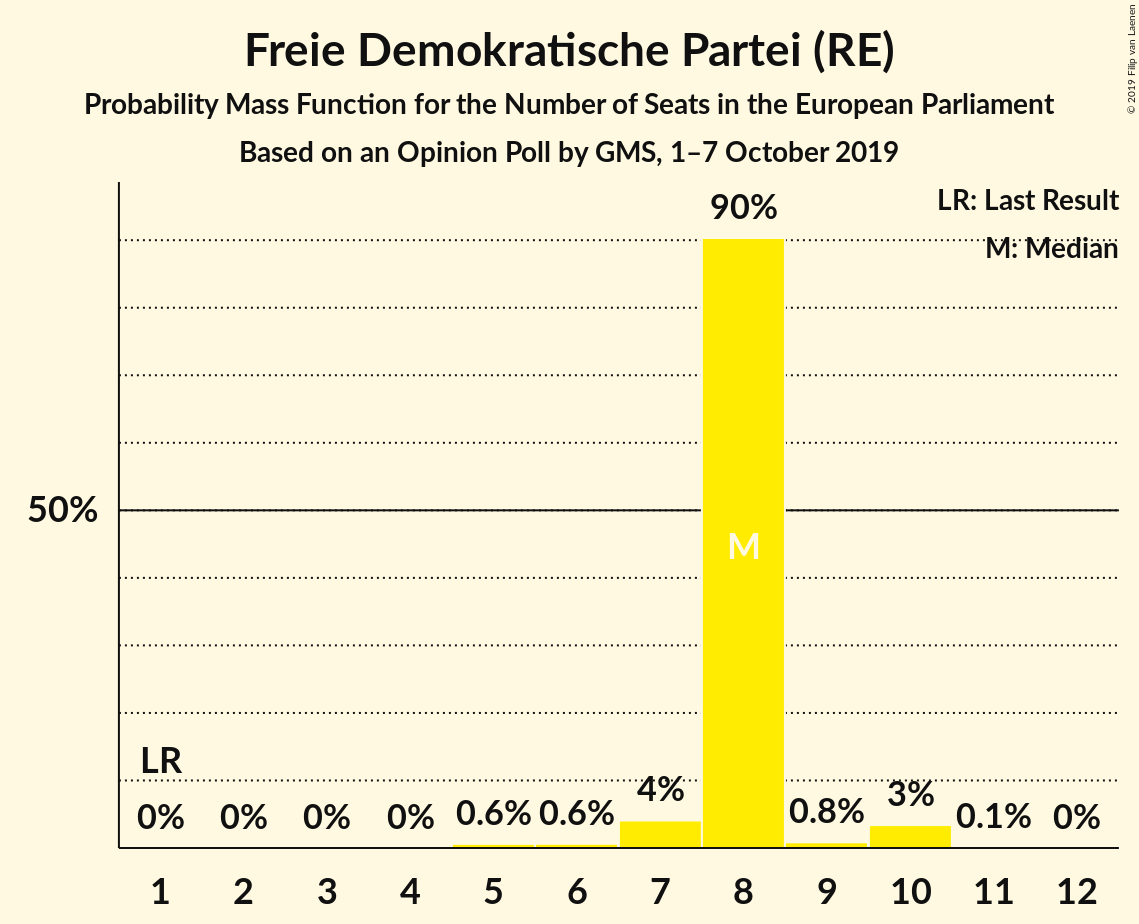 Freie Demokratische Partei (RE)
Probability Mass Function for the Number of Seats in the European Parliament
Based on an Opinion Poll by GMS, 1–7 October 2019
© 2019 Filip van Laenen
LR: Last Result
M: Median
90%
50%
M
LR
0% 0% 0% 0% 0.6% 0.6% 4% 0.8% 3% 0.1% 0%
1 2 3 4 5 6 7 8 9 10 11 12